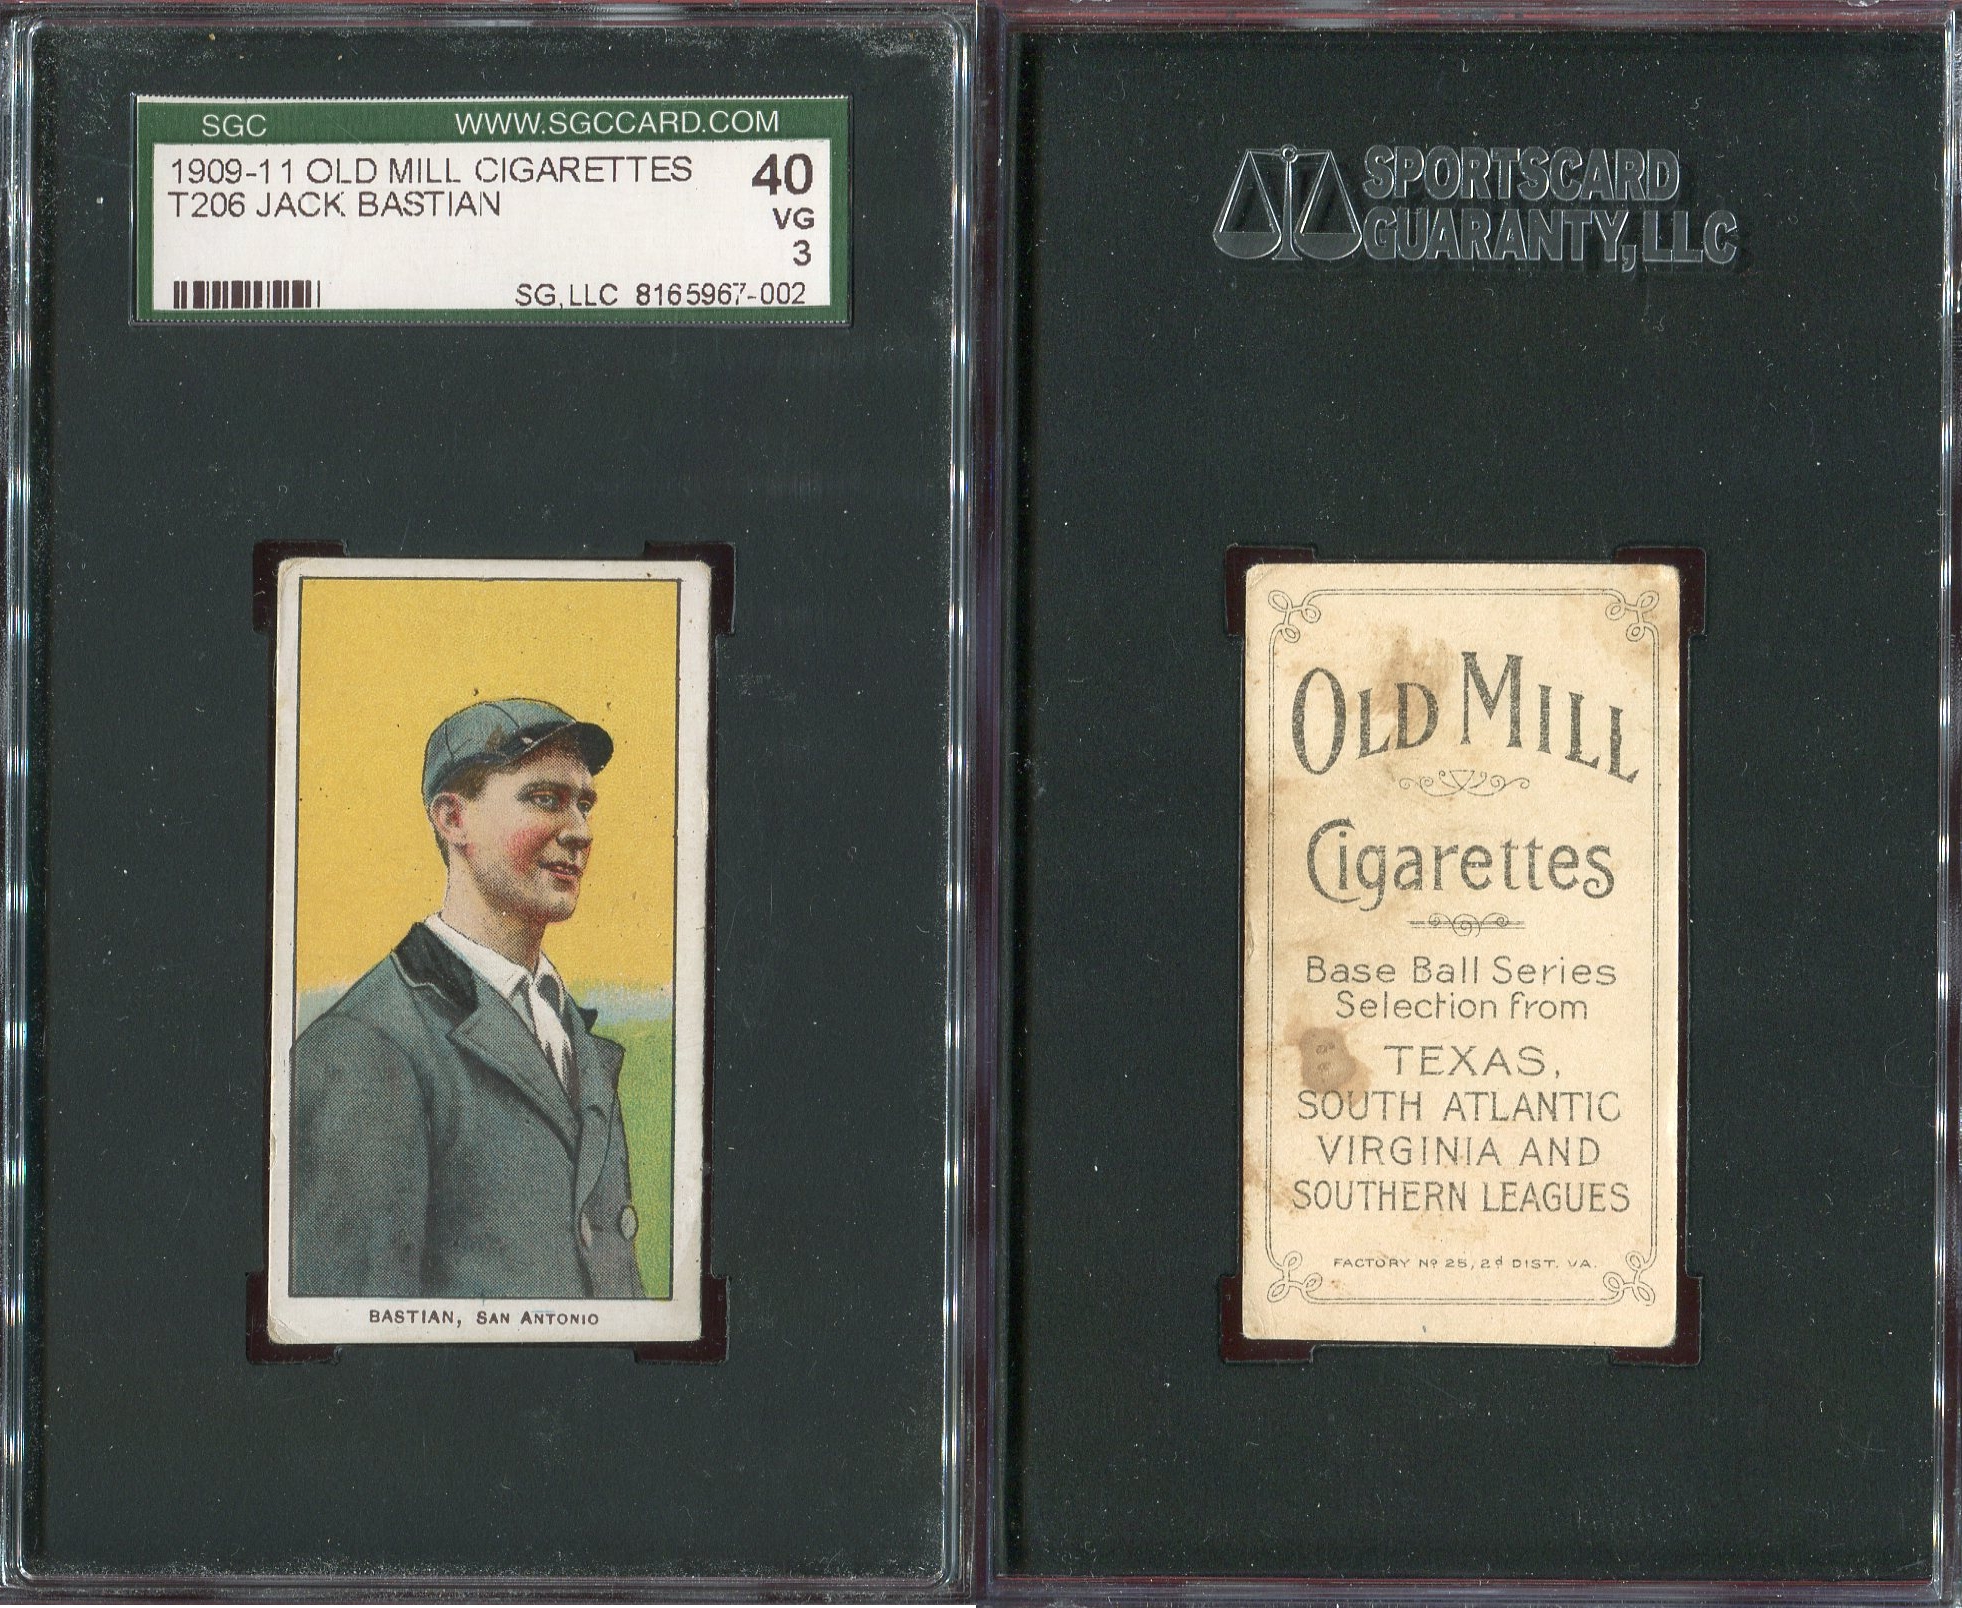 SGC WWW.SGCCARD.COM
1909-11 OLD MILL CIGARETTES 40
T206 JACK BASTIAN VG
3
SG,LLC 8165967-002
BASTIAN, SAN ANTONIO
SPORTSCARD
GUARANTY, LLC
OLD MILL
Cigarettes
Base Ball Series
Selection from
TEXAS,
SOUTH ATLANTIC
VIRGINIA AND
SOUTHERN LEAGUES
FACTORY Nº 25, 2d DIST. VA.